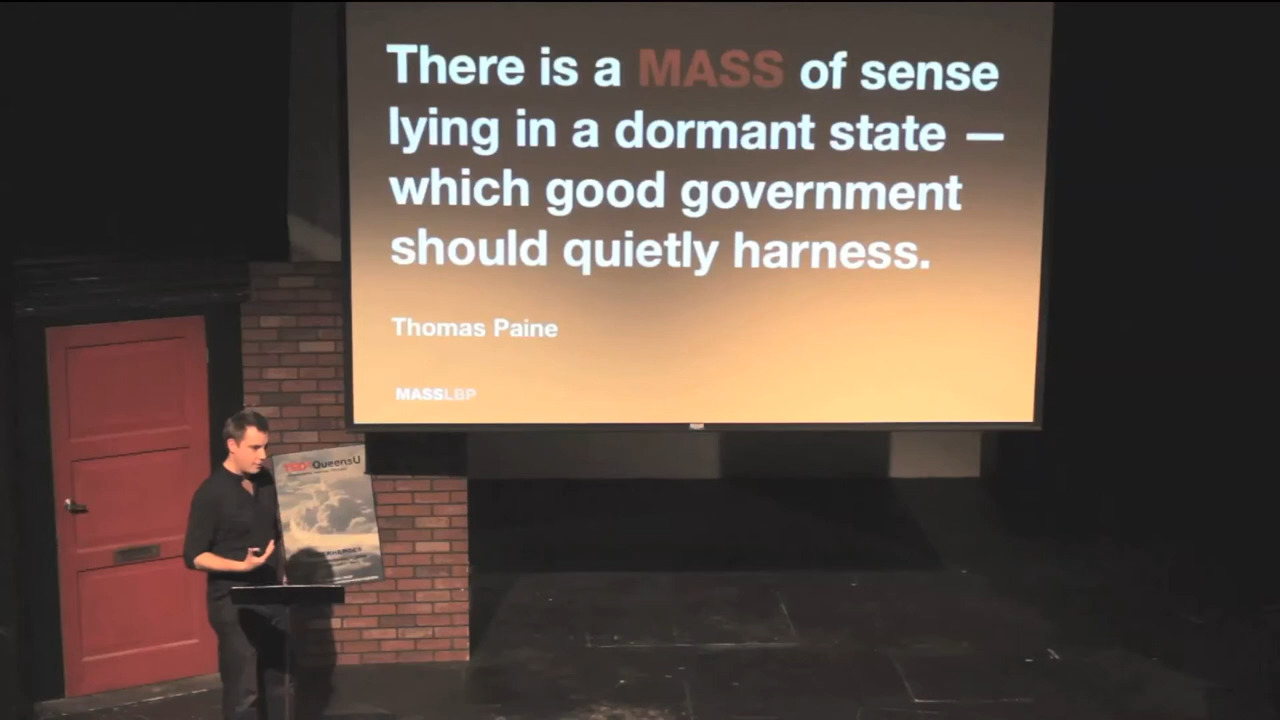 There is a MASS of sense
lying in a dormant state —
which good government
should quietly harness.
Thomas Paine
MASSLBP
TEDxQueensU